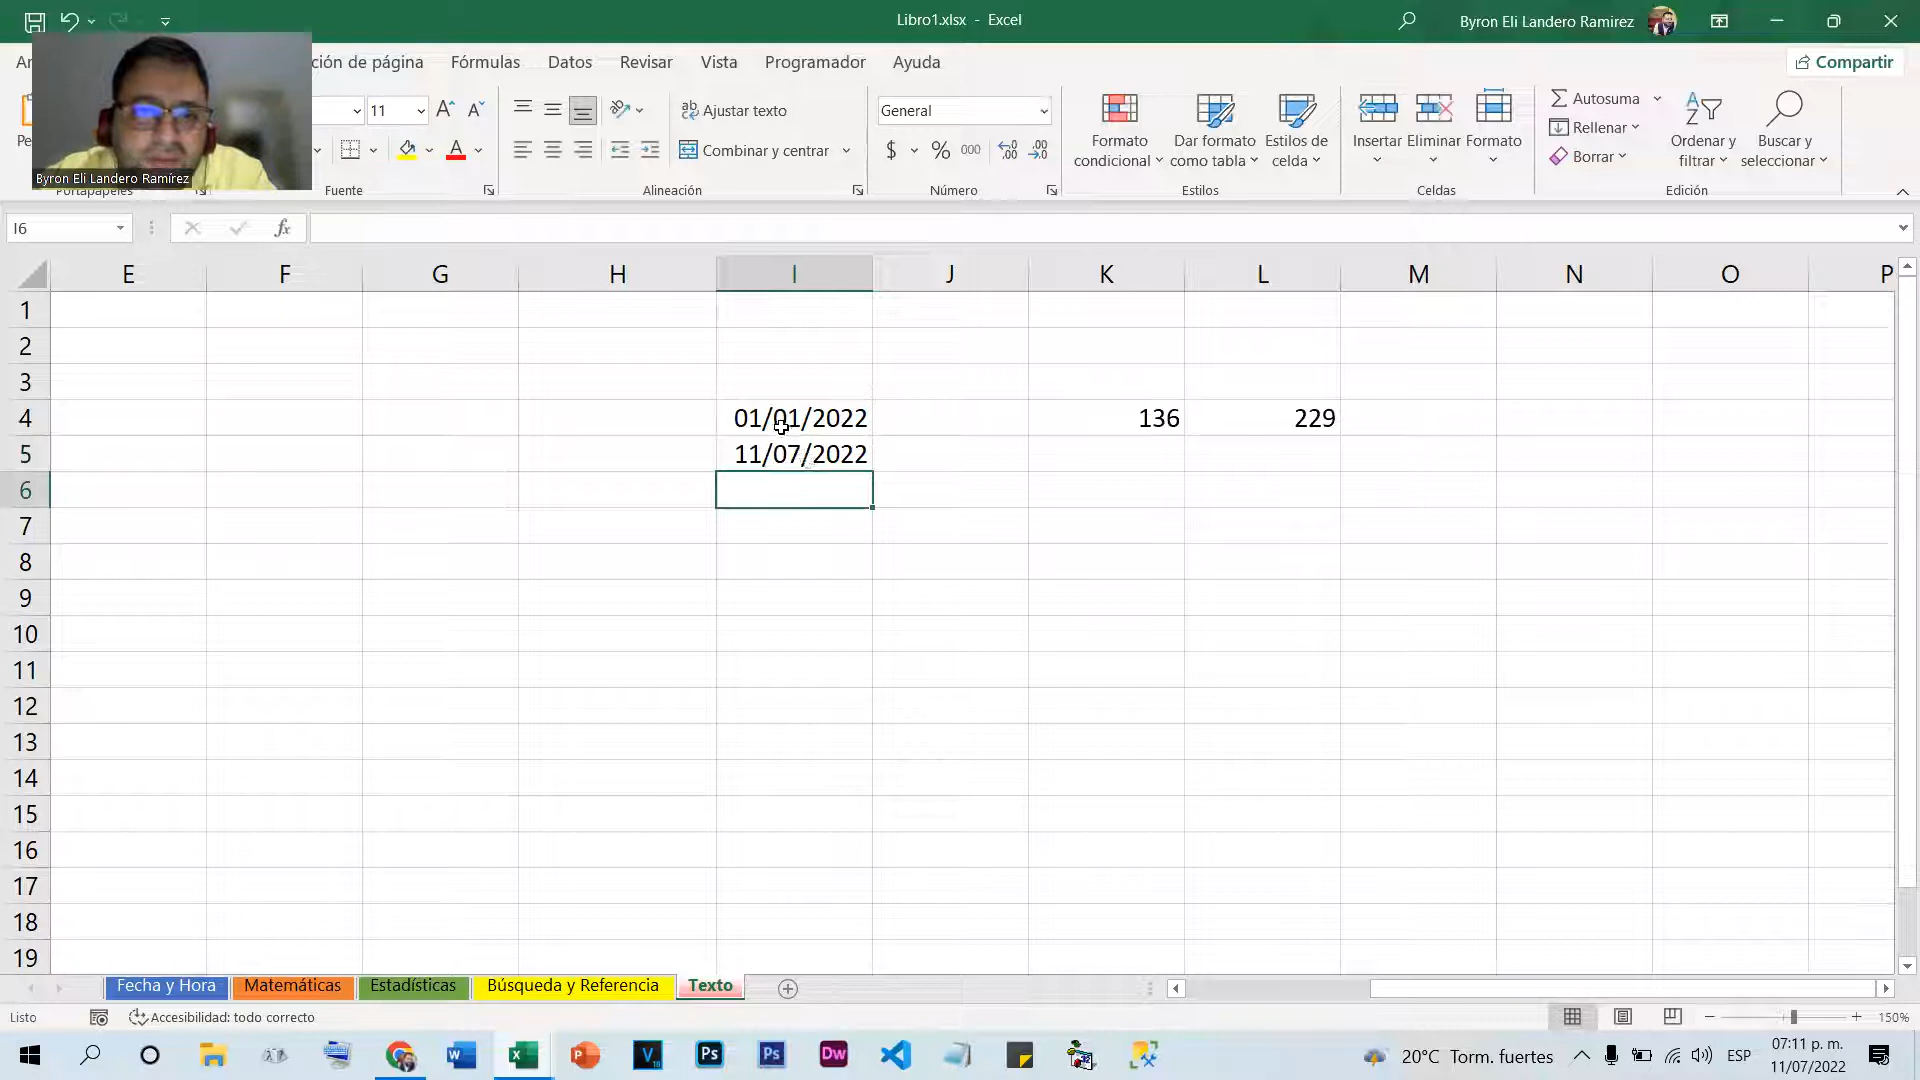 Libro1.xlsx - Excel
Byron Eli Landero Ramirez
ción de página
Fórmulas
Datos
Revisar
Vista
Programador
Ayuda
Compartir
11
Ajustar texto
General
Combinar y centrar
$ % 000
Formato condicional
Dar formato como tabla
Estilos de celda
Insertar
Eliminar
Formato
Autosuma
Rellenar
Borrar
Ordenar y filtrar
Buscar y seleccionar
Byron Eli Landero Ramírez
Fuente
Alineación
Número
Estilos
Celdas
Edición
I6
fx
E F G H I J K L M N O P
1
2
3
4 01/01/2022 136 229
5 11/07/2022
6
7
8
9
10
11
12
13
14
15
16
17
18
19
Fecha y Hora
Matemáticas
Estadísticas
Búsqueda y Referencia
Texto
Listo
Accesibilidad: todo correcto
150%
20°C Torm. fuertes
ESP
07:11 p. m.
11/07/2022